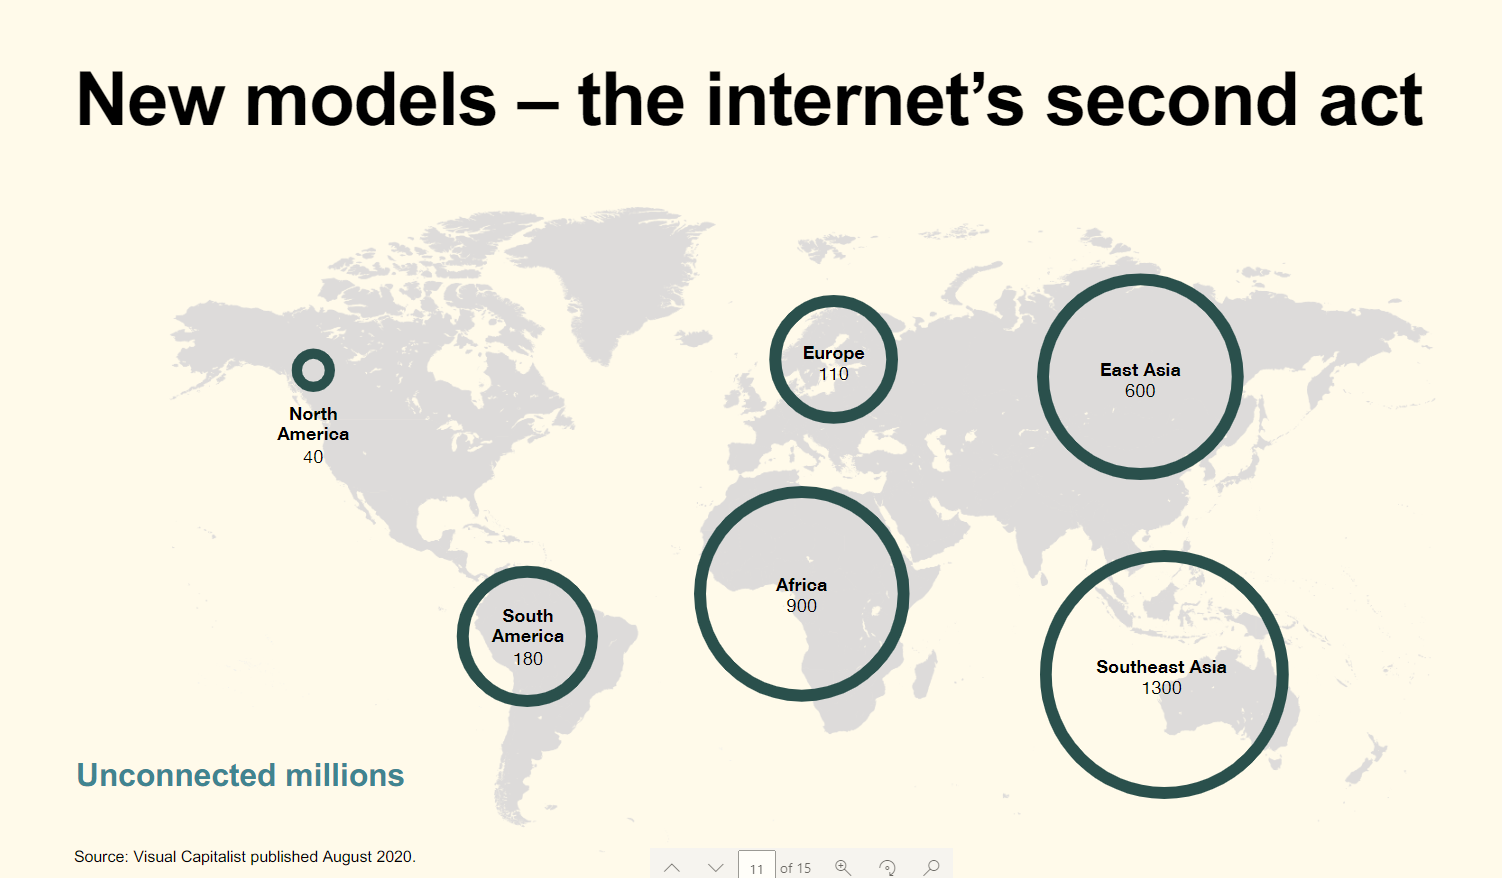 New models – the internet’s second act
Europe
110
East Asia
600
North
America
40
Africa
900
South
America
180
Southeast Asia
1300
Unconnected millions
Source: Visual Capitalist published August 2020.
11 of 15